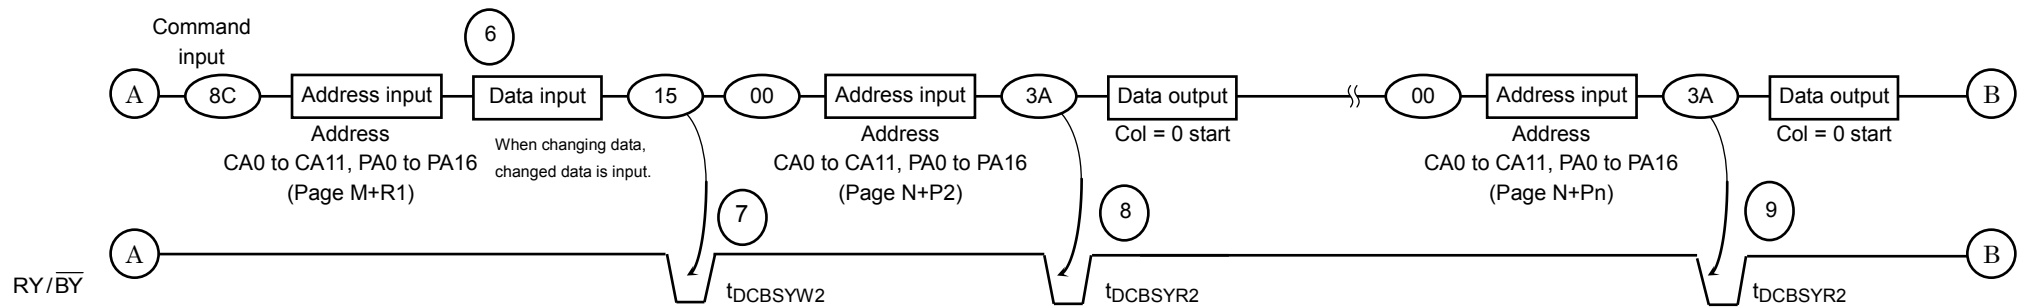 Command
input
6
A
8C
Address input
Data input
15
00
Address input
3A
Data output
00
Address input
3A
Data output
B
Address
CA0 to CA11, PA0 to PA16
(Page M+R1)
When changing data,
changed data is input.
Address
CA0 to CA11, PA0 to PA16
(Page N+P2)
Col = 0 start
Address
CA0 to CA11, PA0 to PA16
(Page N+Pn)
Col = 0 start
7
8
9
A
B
RY/B̅Y̅
tDCBSYW2
tDCBSYR2
tDCBSYR2